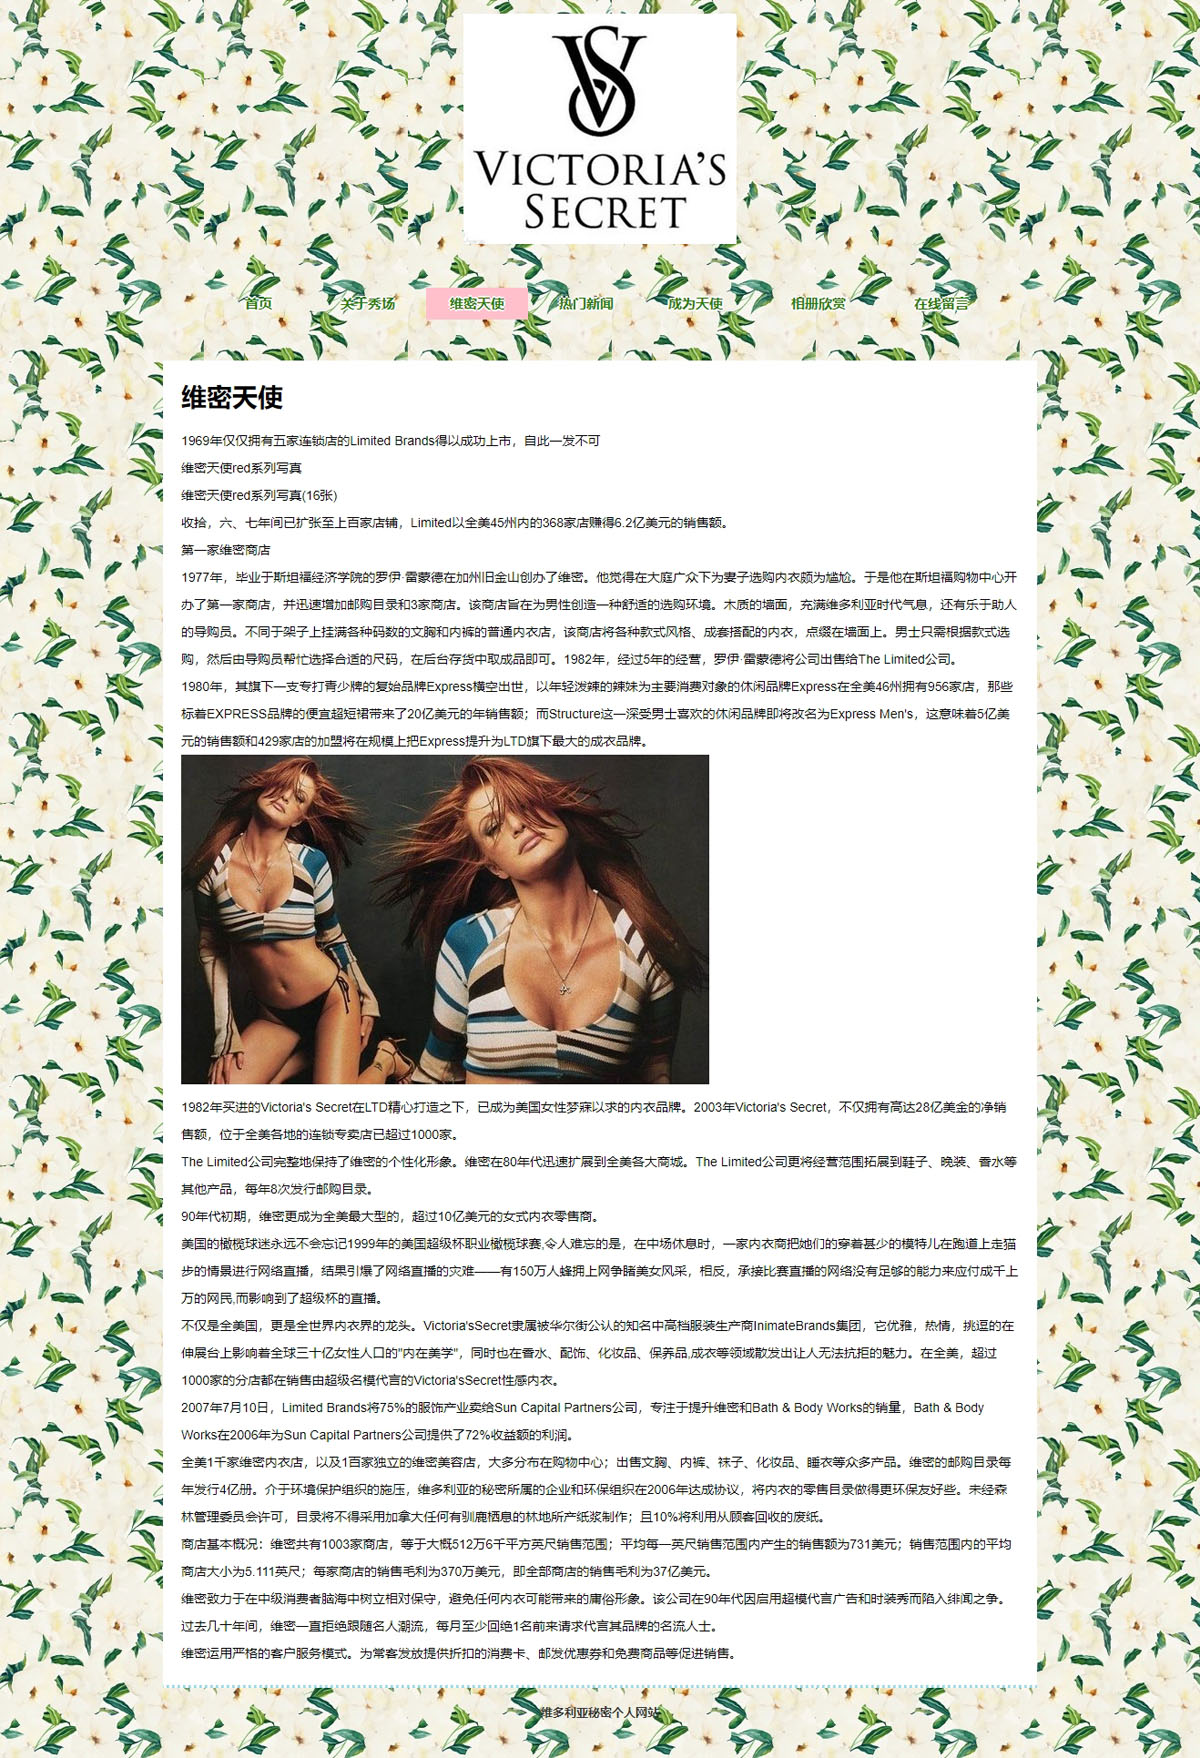 VICTORIA'S
SECRET
首页 关于秀场 维密天使 热门新闻 成为天使 相册欣赏 在线留言
维密天使
1969年仅仅拥有五家连锁店的Limited Brands得以成功上市，自此一发不可
维密天使red系列写真
维密天使red系列写真(16张)
收拾，六、七年间已扩张至上百家店铺，Limited以全美45州内的368家店赚得6.2亿美元的销售额。
第一家维密商店
1977年，毕业于斯坦福经济学院的罗伊·雷蒙德在加州旧金山创办了维密。他觉得在大庭广众下为妻子选购内衣颇为尴尬。于是他在斯坦福购物中心开
办了第一家商店，并迅速增加邮购目录和3家商店。该商店旨在为男性创造一种舒适的选购环境。木质的墙面，充满维多利亚时代气息，还有乐于助人
的导购员。不同于架子上挂满各种码数的文胸和内裤的普通内衣店，该商店将各种款式风格、成套搭配的内衣，点缀在墙面上。男士只需根据款式选
购，然后由导购员帮忙选择合适的尺码，在后台存货中取成品即可。1982年，经过5年的经营，罗伊·雷蒙德将公司出售给The Limited公司。
1980年，其旗下一支专打青少牌的复始品牌Express横空出世，以年轻泼辣的辣妹为主要消费对象的休闲品牌Express在全美46州拥有956家店，那些
标着EXPRESS品牌的便宜超短裙带来了20亿美元的年销售额；而Structure这一深受男士喜欢的休闲品牌即将改名为Express Men's，这意味着5亿美
元的销售额和429家店的加盟将在规模上把Express提升为LTD旗下最大的成衣品牌。
1982年买进的Victoria's Secret在LTD精心打造之下，已成为美国女性梦寐以求的内衣品牌。2003年Victoria's Secret，不仅拥有高达28亿美金的净销
售额，位于全美各地的连锁专卖店已超过1000家。
The Limited公司完整地保持了维密的个性化形象。维密在80年代迅速扩展到全美各大商城。The Limited公司更将经营范围拓展到鞋子、晚装、香水等
其他产品，每年8次发行邮购目录。
90年代初期，维密更成为全美最大型的，超过10亿美元的女式内衣零售商。
美国的橄榄球迷永远不会忘记1999年的美国超级杯职业橄榄球赛,令人难忘的是，在中场休息时，一家内衣商把她们的穿着甚少的模特儿在跑道上走猫
步的情景进行网络直播，结果引爆了网络直播的灾难——有150万人蜂拥上网争睹美女风采，相反，承接比赛直播的网络没有足够的能力来应付成千上
万的网民,而影响到了超级杯的直播。
不仅是全美国，更是全世界内衣界的龙头。Victoria'sSecret隶属被华尔街公认的知名中高档服装生产商InimateBrands集团，它优雅，热情，挑逗的在
伸展台上影响着全球三十亿女性人口的"内在美学"，同时也在香水、配饰、化妆品、保养品,成衣等领域散发出让人无法抗拒的魅力。在全美，超过
1000家的分店都在销售由超级名模代言的Victoria'sSecret性感内衣。
2007年7月10日，Limited Brands将75%的服饰产业卖给Sun Capital Partners公司，专注于提升维密和Bath & Body Works的销量，Bath & Body
Works在2006年为Sun Capital Partners公司提供了72%收益额的利润。
全美1千家维密内衣店，以及1百家独立的维密美容店，大多分布在购物中心；出售文胸、内裤、袜子、化妆品、睡衣等众多产品。维密的邮购目录每
年发行4亿册。介于环境保护组织的施压，维多利亚的秘密所属的企业和环保组织在2006年达成协议，将内衣的零售目录做得更环保友好些。未经森
林管理委员会许可，目录将不得采用加拿大任何有驯鹿栖息的林地所产纸浆制作；且10%将利用从顾客回收的废纸。
商店基本概况：维密共有1003家商店，等于大概512万6千平方英尺销售范围；平均每一英尺销售范围内产生的销售额为731美元；销售范围内的平均
商店大小为5.111英尺；每家商店的销售毛利为370万美元，即全部商店的销售毛利为37亿美元。
维密致力于在中级消费者脑海中树立相对保守，避免任何内衣可能带来的庸俗形象。该公司在90年代因启用超模代言广告和时装秀而陷入绯闻之争。
过去几十年间，维密一直拒绝跟随名人潮流，每月至少回绝1名前来请求代言其品牌的名流人士。
维密运用严格的客户服务模式。为常客发放提供折扣的消费卡、邮发优惠券和免费商品等促进销售。
维多利亚秘密个人网站